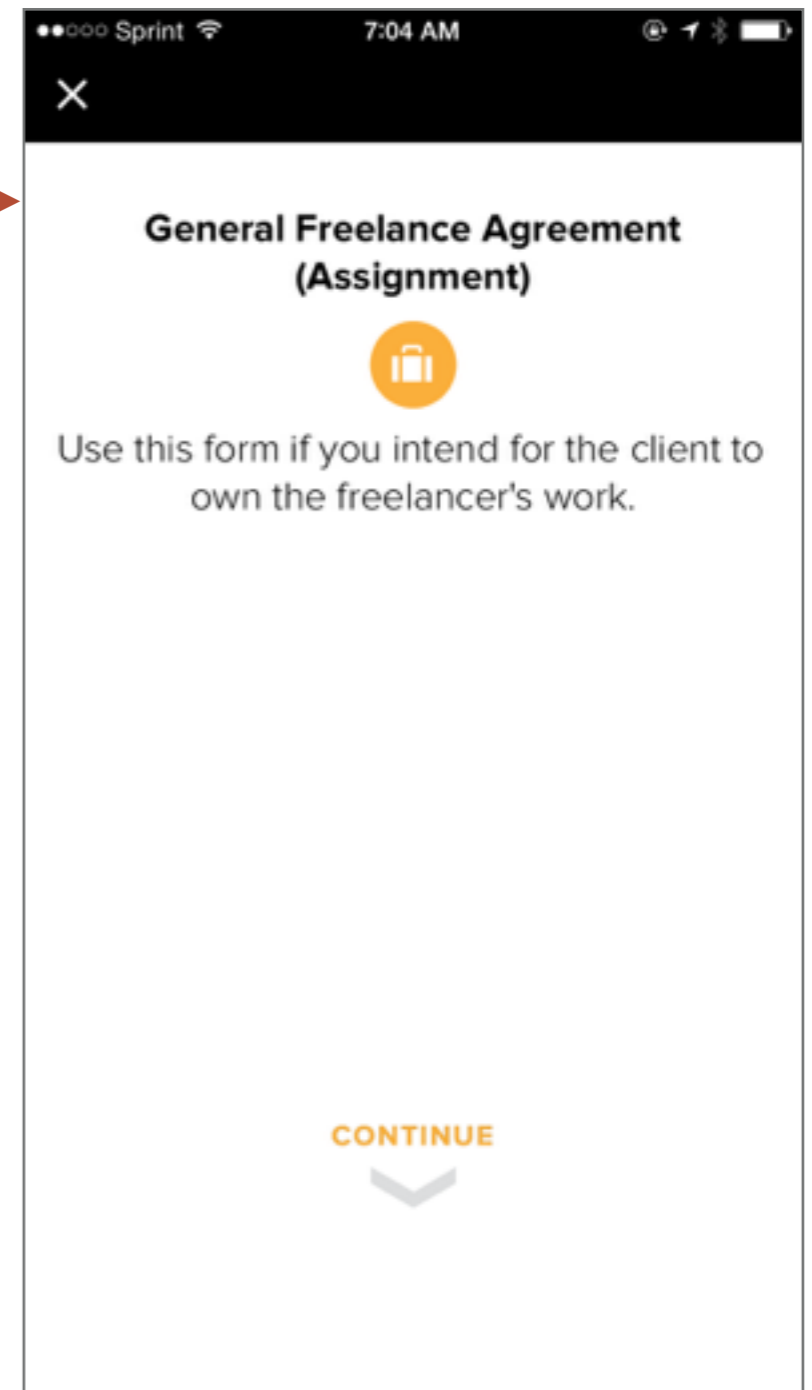 Sprint 7:04 AM
General Freelance Agreement
(Assignment)
Use this form if you intend for the client to
own the freelancer's work.
CONTINUE